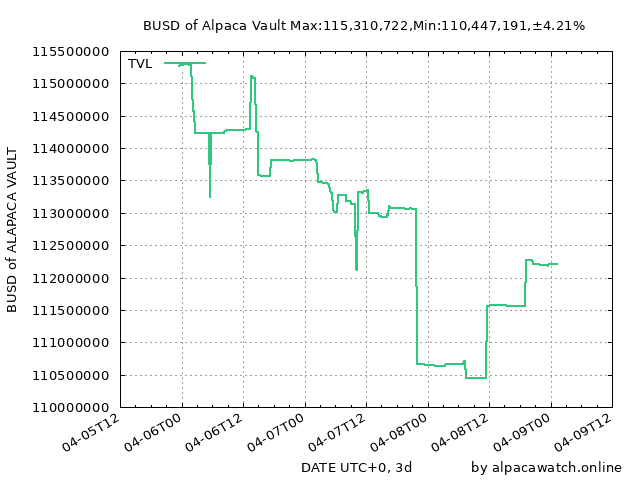 BUSD of Alpaca Vault Max:115,310,722,Min:110,447,191,±4.21%
115500000
TVL
115000000
114500000
114000000
113500000
113000000
112500000
112000000
111500000
111000000
110500000
110000000
BUSD of ALAPACA VAULT
04-05T12
04-06T00
04-06T12
04-07T00
04-07T12
04-08T00
04-08T12
04-09T00
04-09T12
DATE UTC+0, 3d
by alpacawatch.online